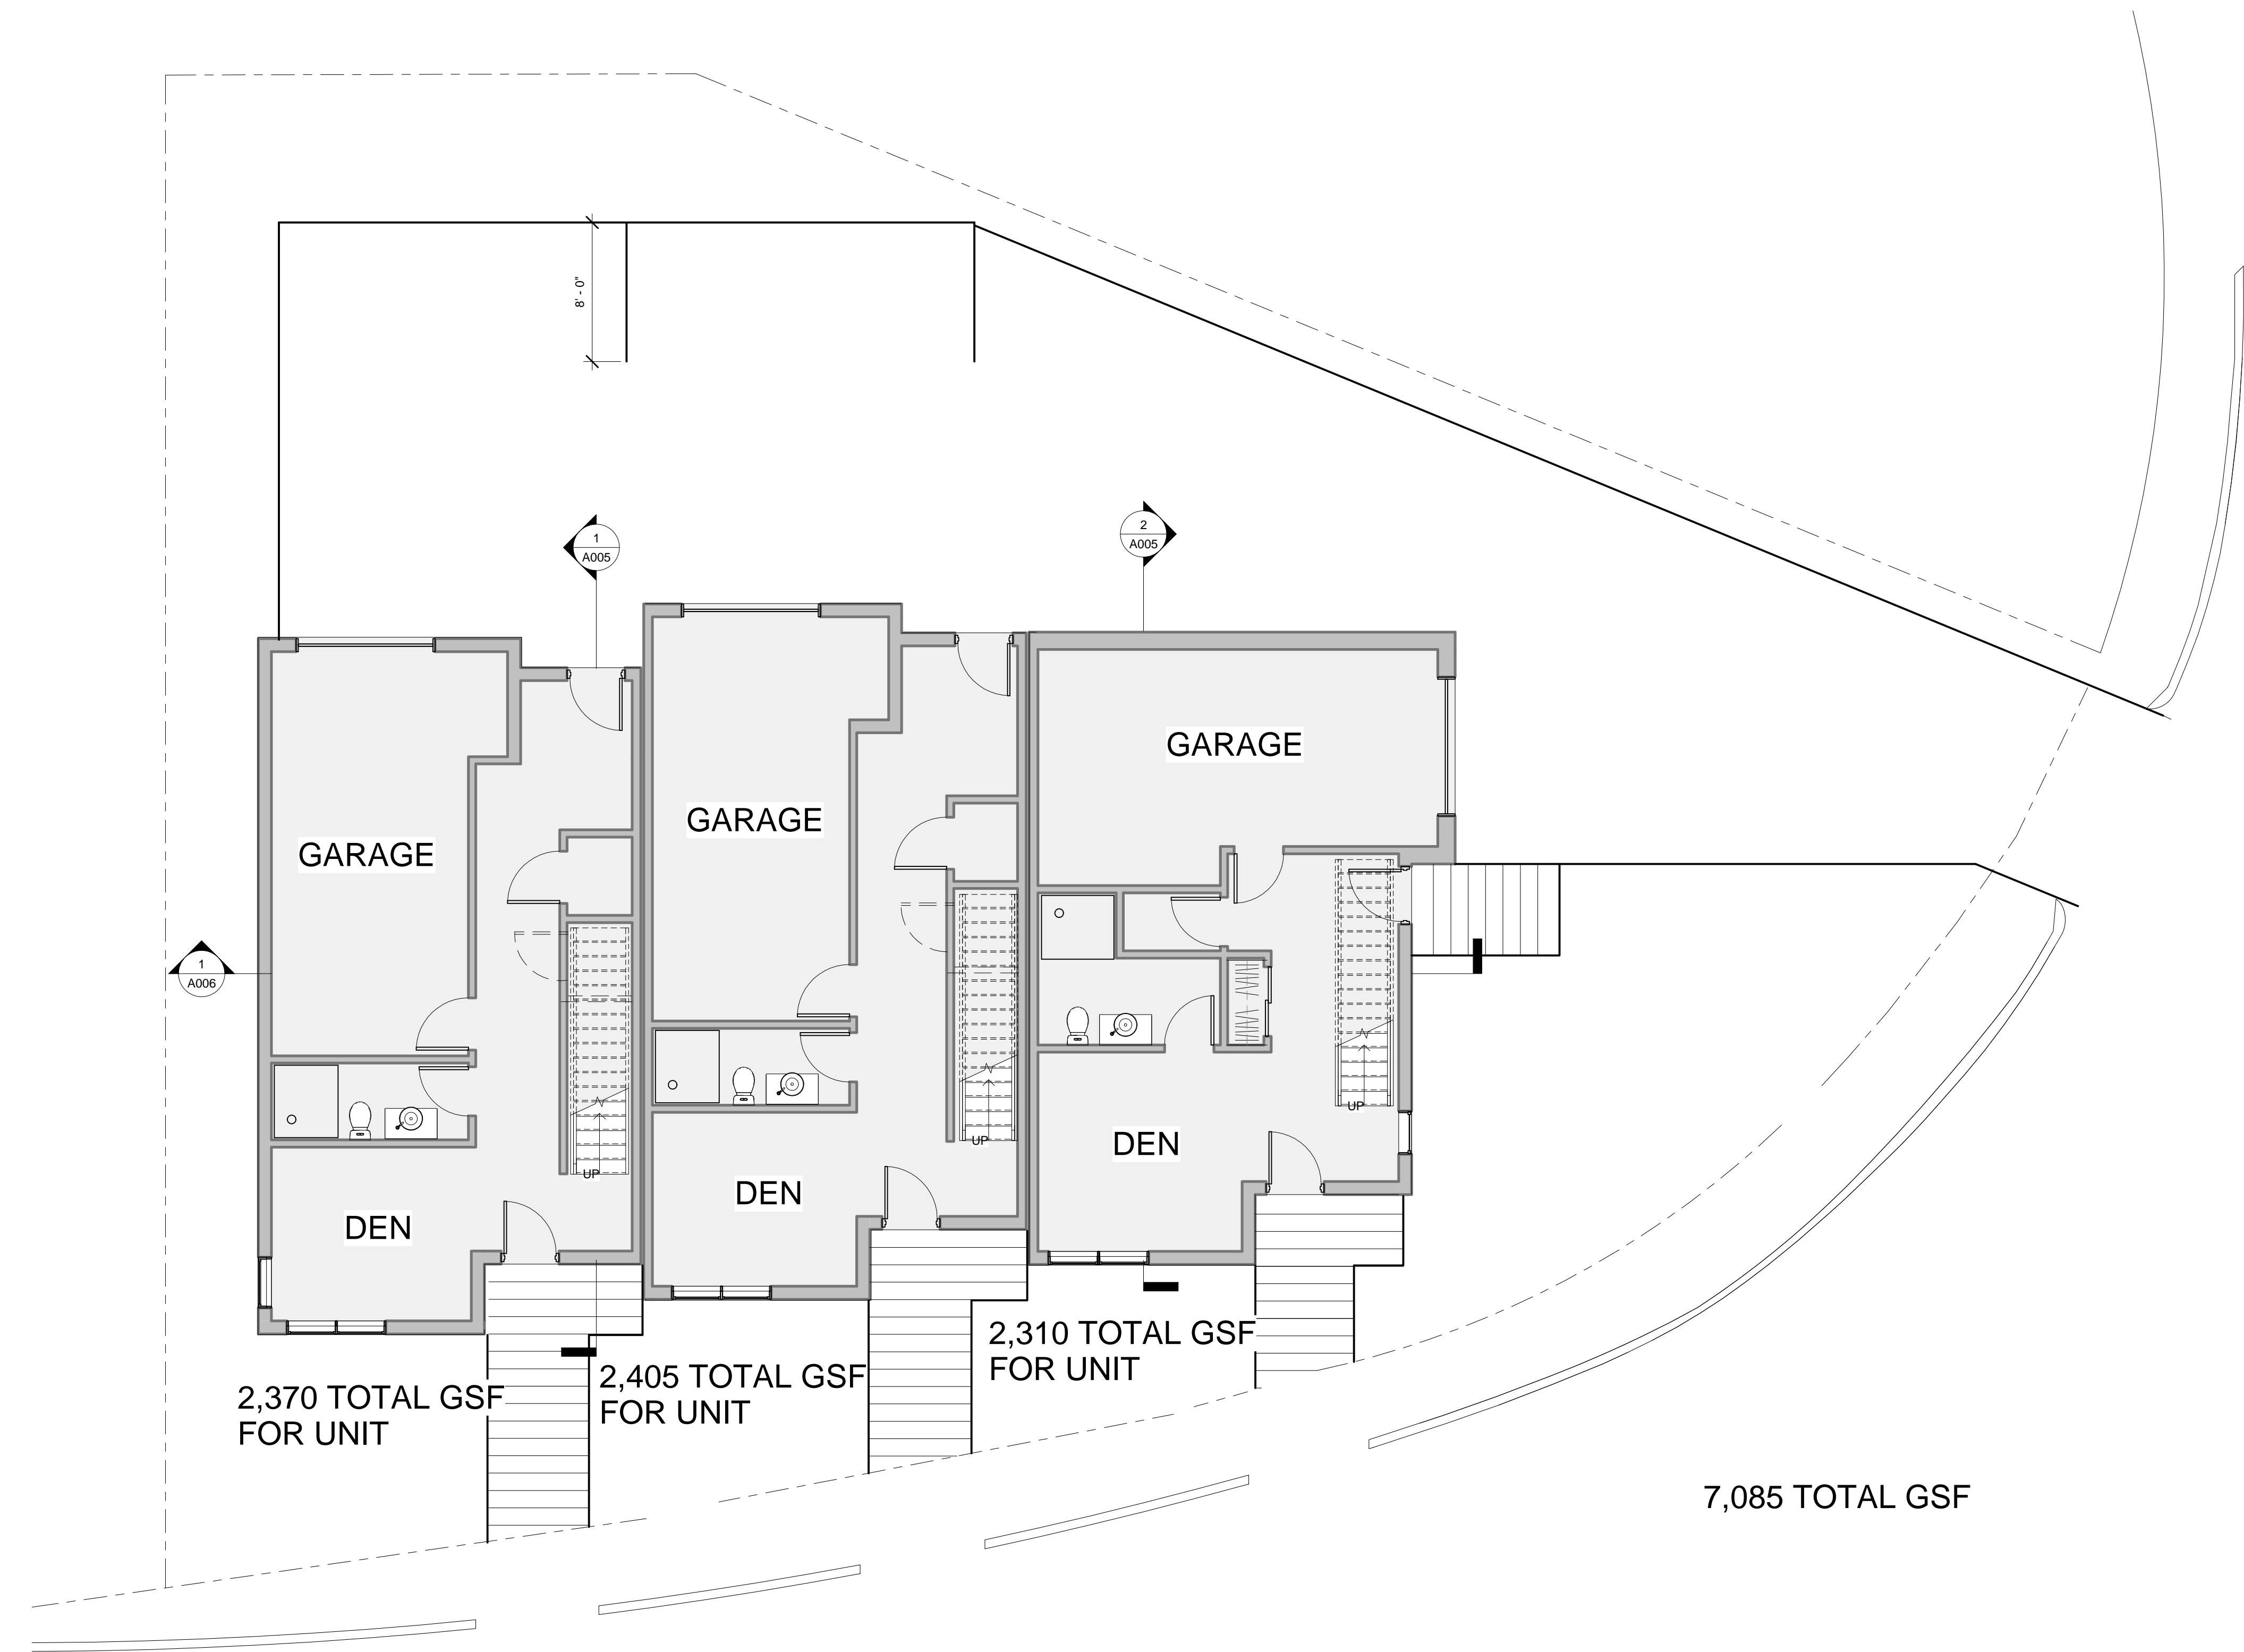 8' - 0"
1
A005
2
A005
GARAGE
GARAGE
GARAGE
1
A006
UP
UP
UP
DEN
DEN
DEN
2,370 TOTAL GSF
FOR UNIT
2,405 TOTAL GSF
FOR UNIT
2,310 TOTAL GSF
FOR UNIT
7,085 TOTAL GSF